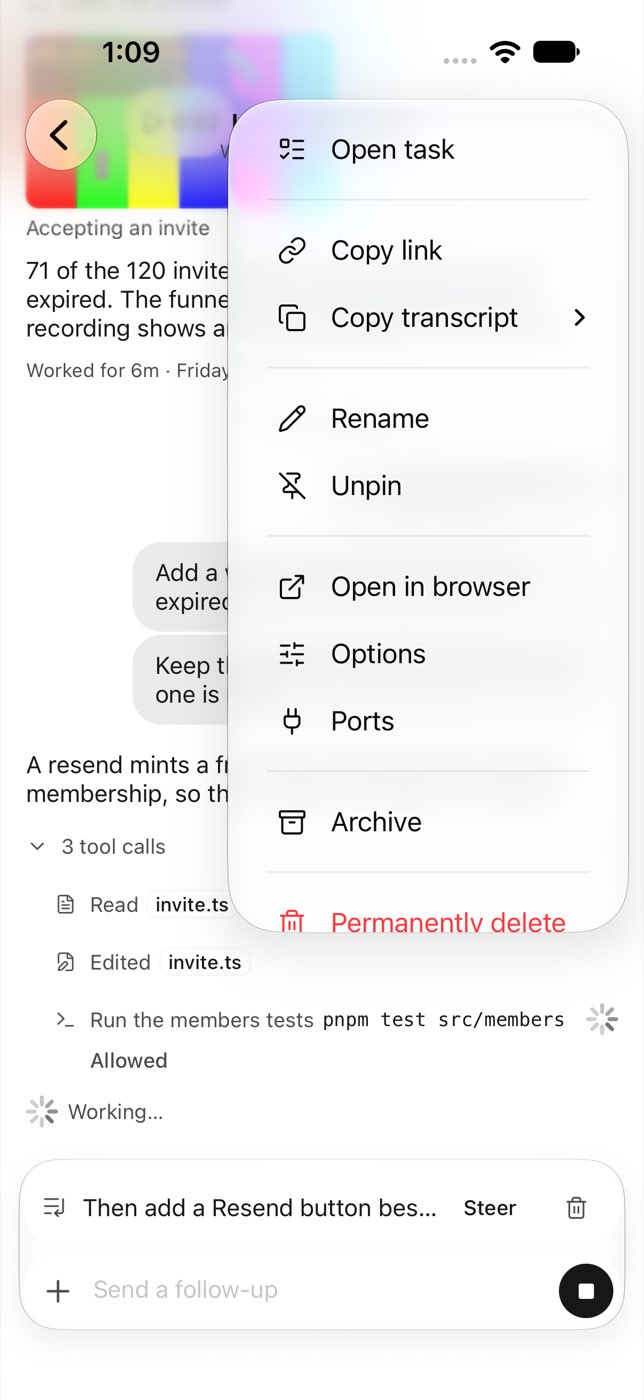 1:09
Open task
Accepting an invite
Copy link
71 of the 120 invite
expired. The funne
recording shows a
Copy transcript
Worked for 6m · Friday
Rename
Unpin
Add a
expired
Open in browser
Keep t
one is
Options
Ports
A resend mints a f
membership, so th
Archive
3 tool calls
Read invite.ts
Permanently delete
Edited invite.ts
Run the members tests pnpm test src/members
Allowed
Working...
Then add a Resend button bes... Steer
Send a follow-up